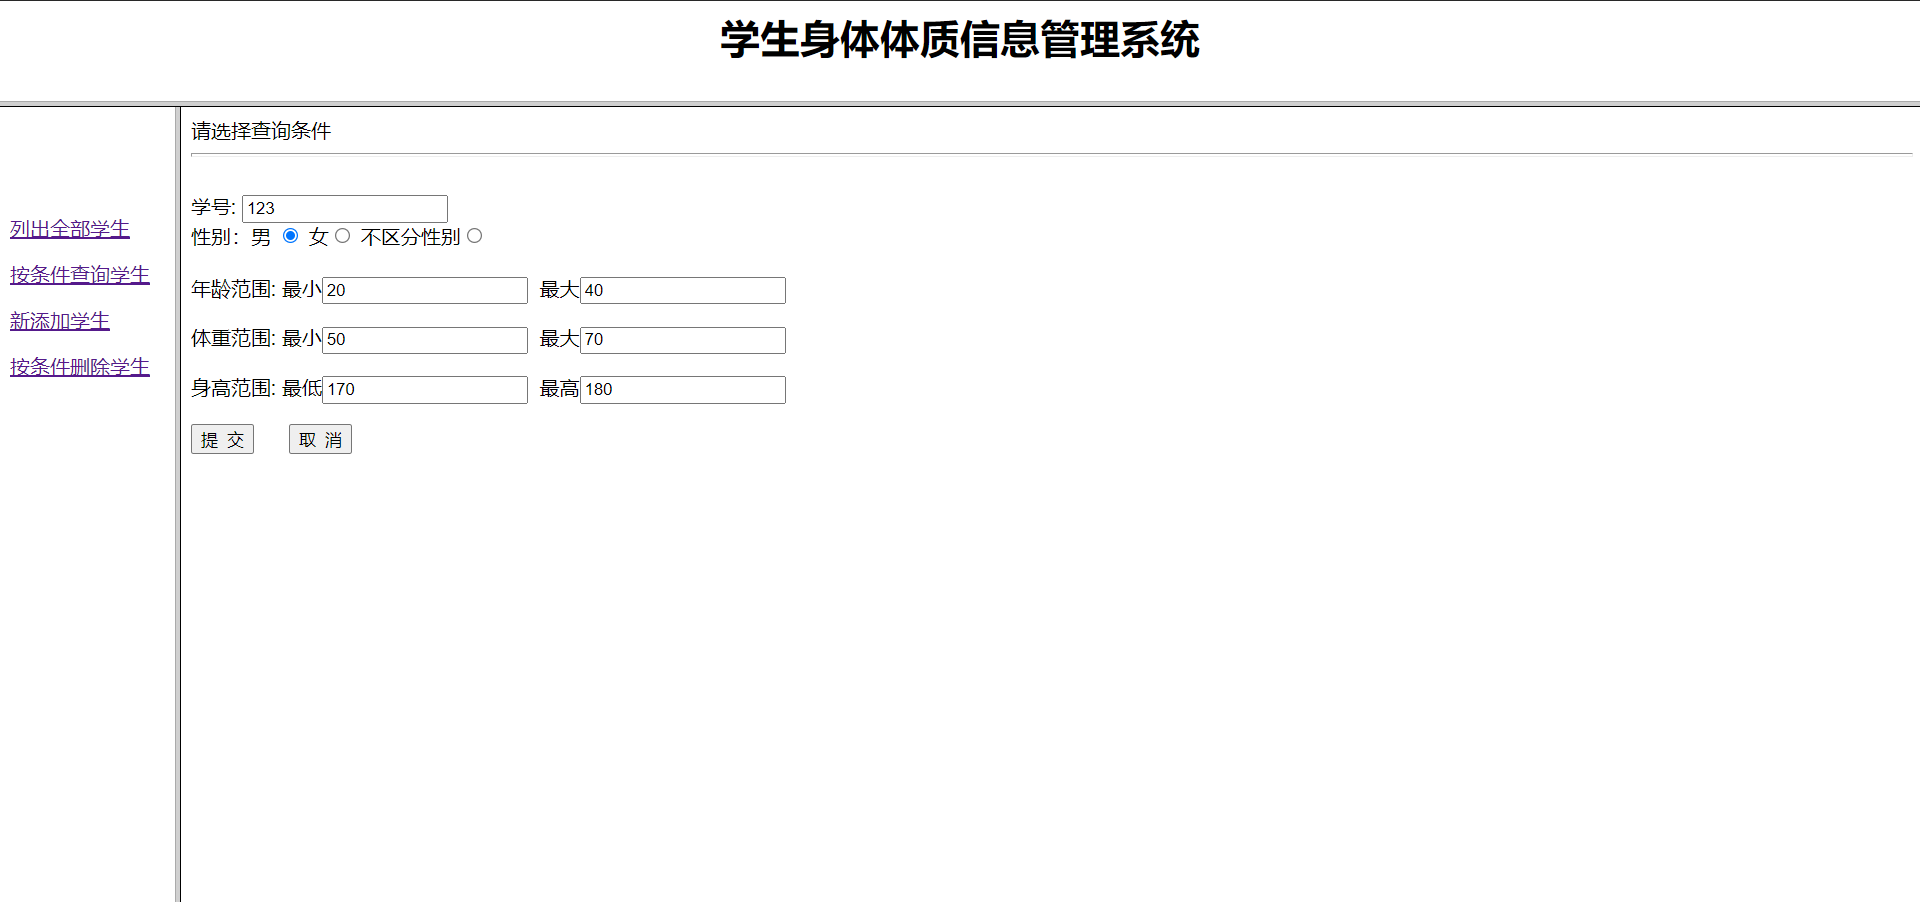 学生身体体质信息管理系统
列出全部学生
按条件查询学生
新添加学生
按条件删除学生
请选择查询条件
学号: 123
性别：男 女 不区分性别
年龄范围: 最小 20 最大 40
体重范围: 最小 50 最大 70
身高范围: 最低 170 最高 180
提 交 取 消